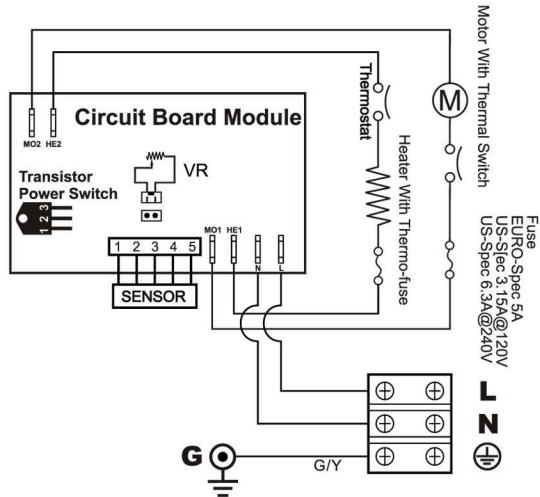 MO2 HE2
Circuit Board Module
Transistor
Power Switch
1 2 3
VR
1 2 3 4 5
SENSOR
MO1 HE1
N
L
Thermostat
Heater With Thermo-fuse
M
Motor With Thermal Switch
Fuse
EURO-Spec 5A
US-S[ec 3.15A@120V
US-Spec 6.3A@240V
L
N
G
G/Y